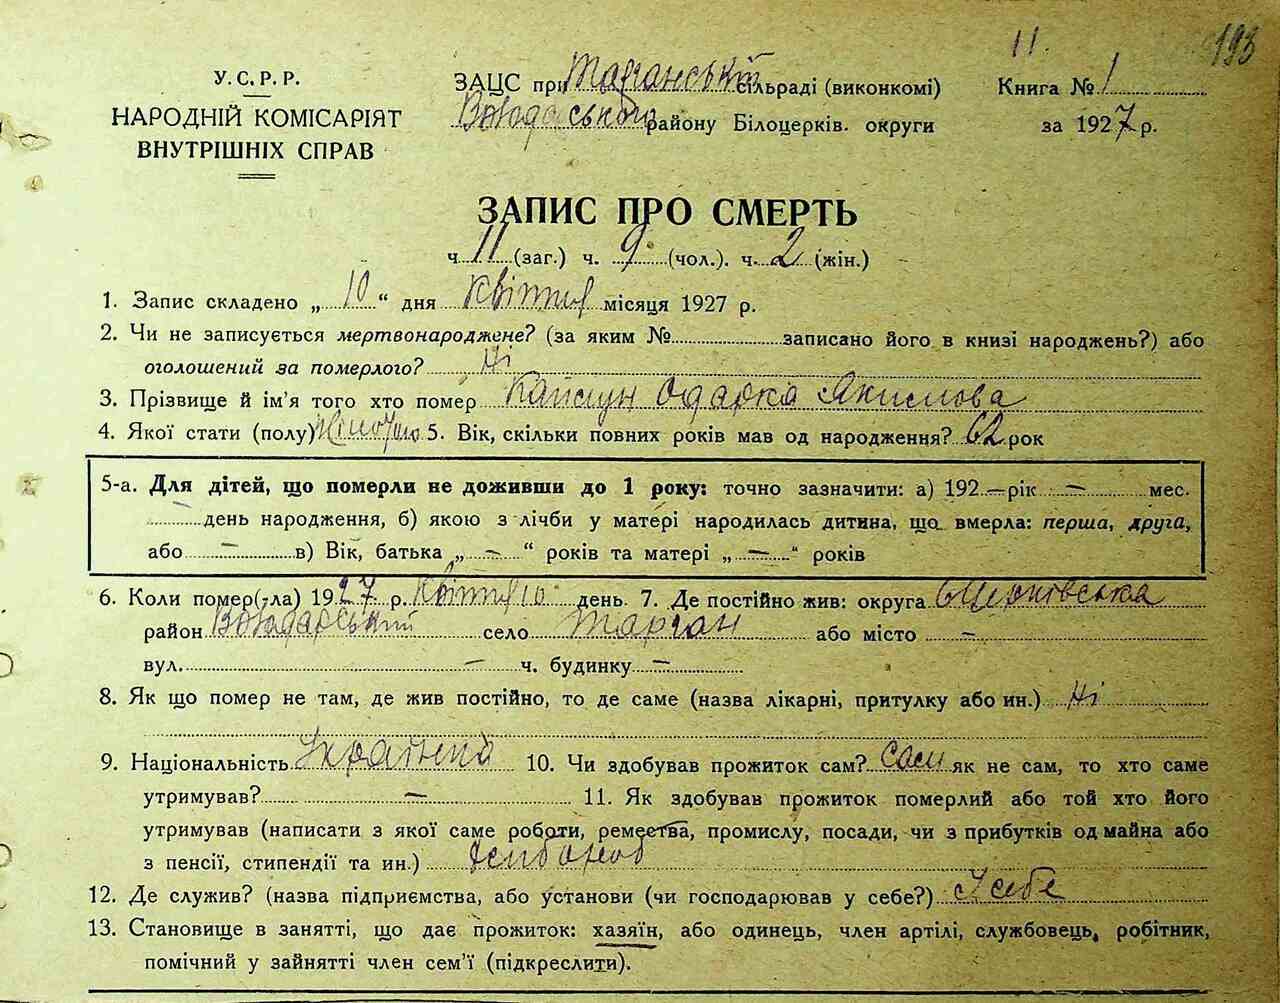 11. 193
У.С.Р.Р.
НАРОДНІЙ КОМІСАРІЯТ
ВНУТРІШНІХ СПРАВ
ЗАЦС при Тарганській сільраді (виконкомі)
Володарського району Білоцерків. округи
Книга № 1
за 1927 р.
ЗАПИС ПРО СМЕРТЬ
ч. 11 (заг.) ч. 9 (чол.). ч. 2 (жін.)
1. Запис складено „ 10 “ дня Квітня місяця 1927 р.
2. Чи не записується мертвонароджене? (за яким № записано його в книзі народжень?) або
оголошений за померлого? Ні
3. Прізвище й ім'я того хто помер Одарка Якимова
4. Якої стати (полу) Жіночого 5. Вік, скільки повних років мав од народження? 62 рок
5-а. Для дітей, що померли не доживши до 1 року: точно зазначити: а) 192 — рік — мес.
— день народження, б) якою з лічби у матері народилась дитина, що вмерла: перша, друга,
або — в) Вік, батька „ — “ років та матері „ — “ років
6. Коли помер(-ла) 1927 р. Квітня 10 день. 7. Де постійно жив: округа Бцерківська
район Володарський село Тарган або місто —
вул. — ч. будинку —
8. Як що помер не там, де жив постійно, то де саме (назва лікарні, притулку або ин.) Ні
9. Національність Українка 10. Чи здобував прожиток сам? Сам як не сам, то хто саме
утримував? — 11. Як здобував прожиток померлий або той хто його
утримував (написати з якої саме роботи, ремества, промислу, посади, чи з прибутків од майна або
з пенсії, стипендії та ин.) Хлібороб
12. Де служив? (назва підприємства, або установи (чи господарював у себе?) У себе
13. Становище в занятті, що дає прожиток: хазяїн, або одинець, член артілі, службовець, робітник,
помічний у зайнятті член сем'ї (підкреслити).